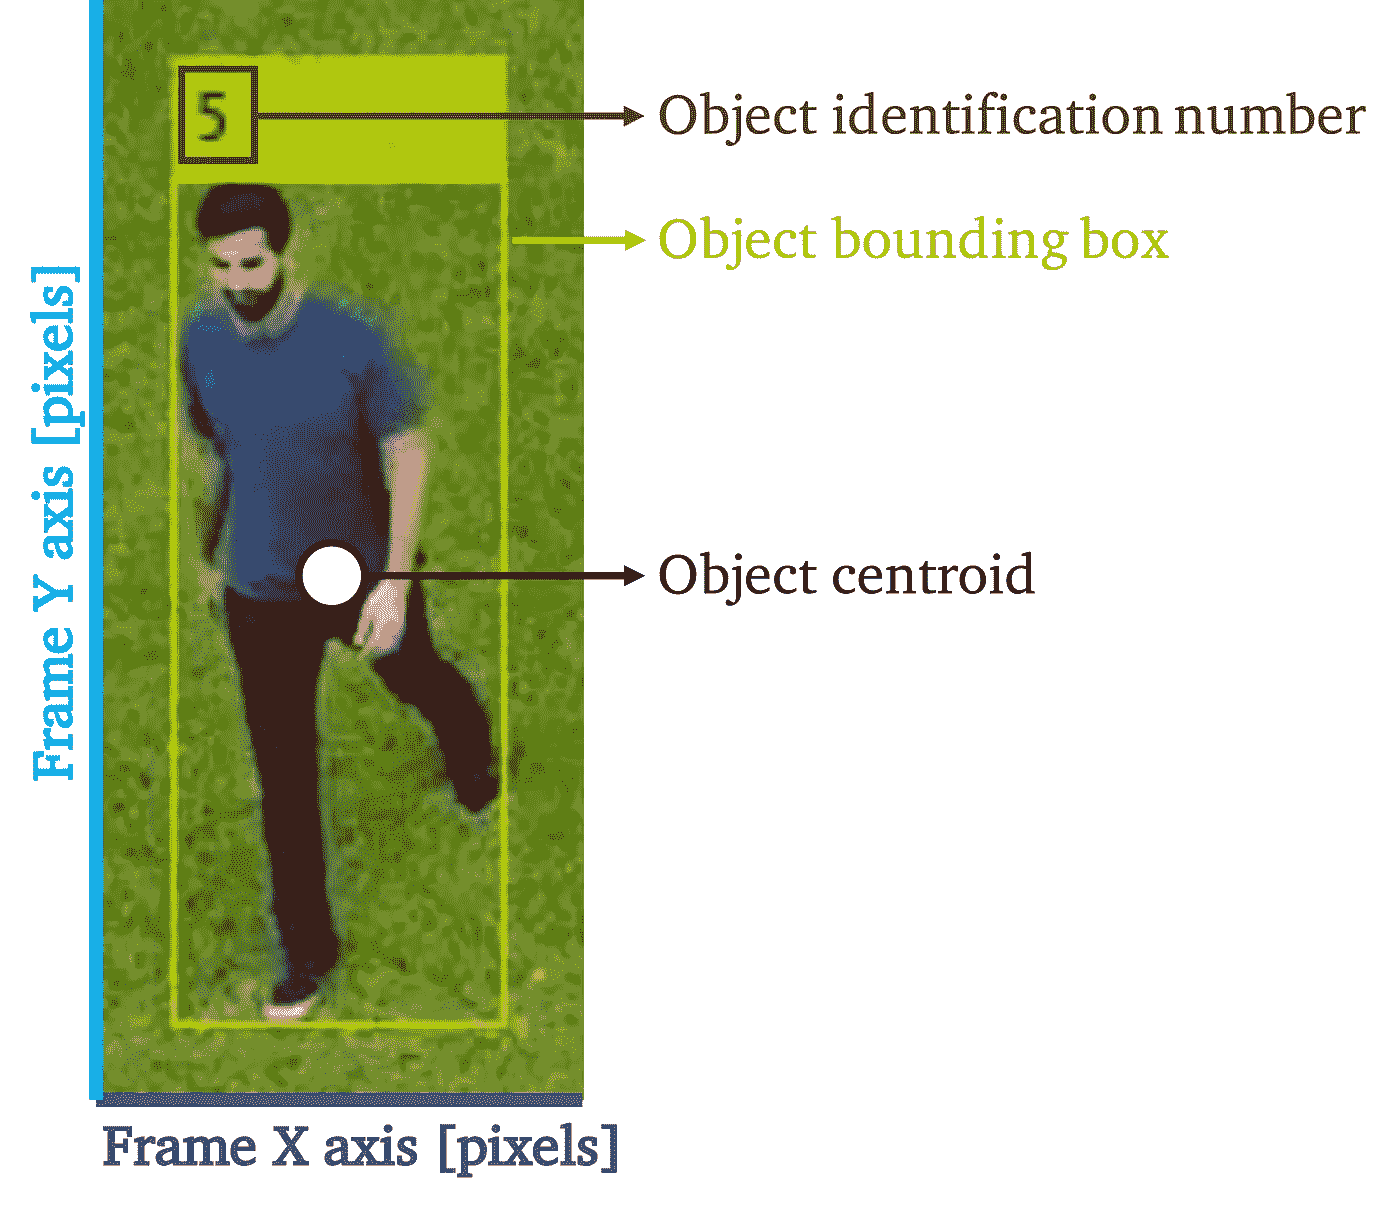 5
Object identification number
Object bounding box
Object centroid
Frame Y axis [pixels]
Frame X axis [pixels]